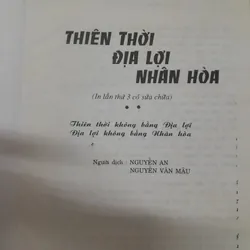 THIÊN THỜI
ĐỊA LỢI
NHÂN HÒA
(In lần thứ 3 có sửa chữa)
Thiên thời không bằng Địa lợi
Địa lợi không bằng Nhân hòa
Người dịch : NGUYỄN AN
NGUYỄN VĂN MẬU